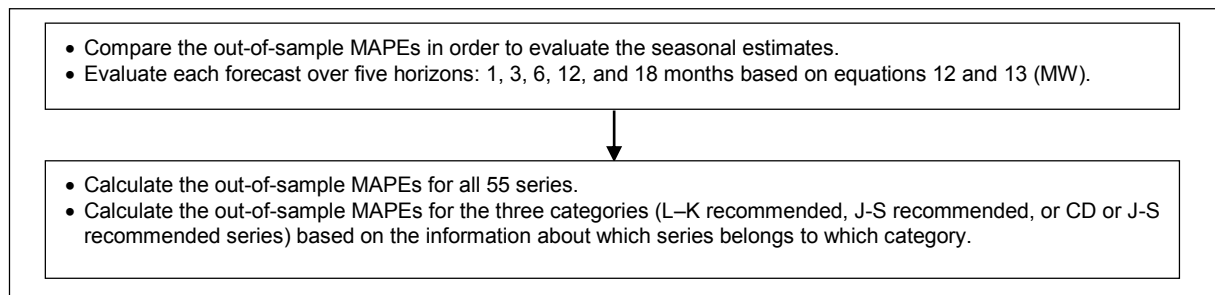 • Compare the out-of-sample MAPEs in order to evaluate the seasonal estimates.
• Evaluate each forecast over five horizons: 1, 3, 6, 12, and 18 months based on equations 12 and 13 (MW).
• Calculate the out-of-sample MAPEs for all 55 series.
• Calculate the out-of-sample MAPEs for the three categories (L–K recommended, J-S recommended, or CD or J-S
recommended series) based on the information about which series belongs to which category.